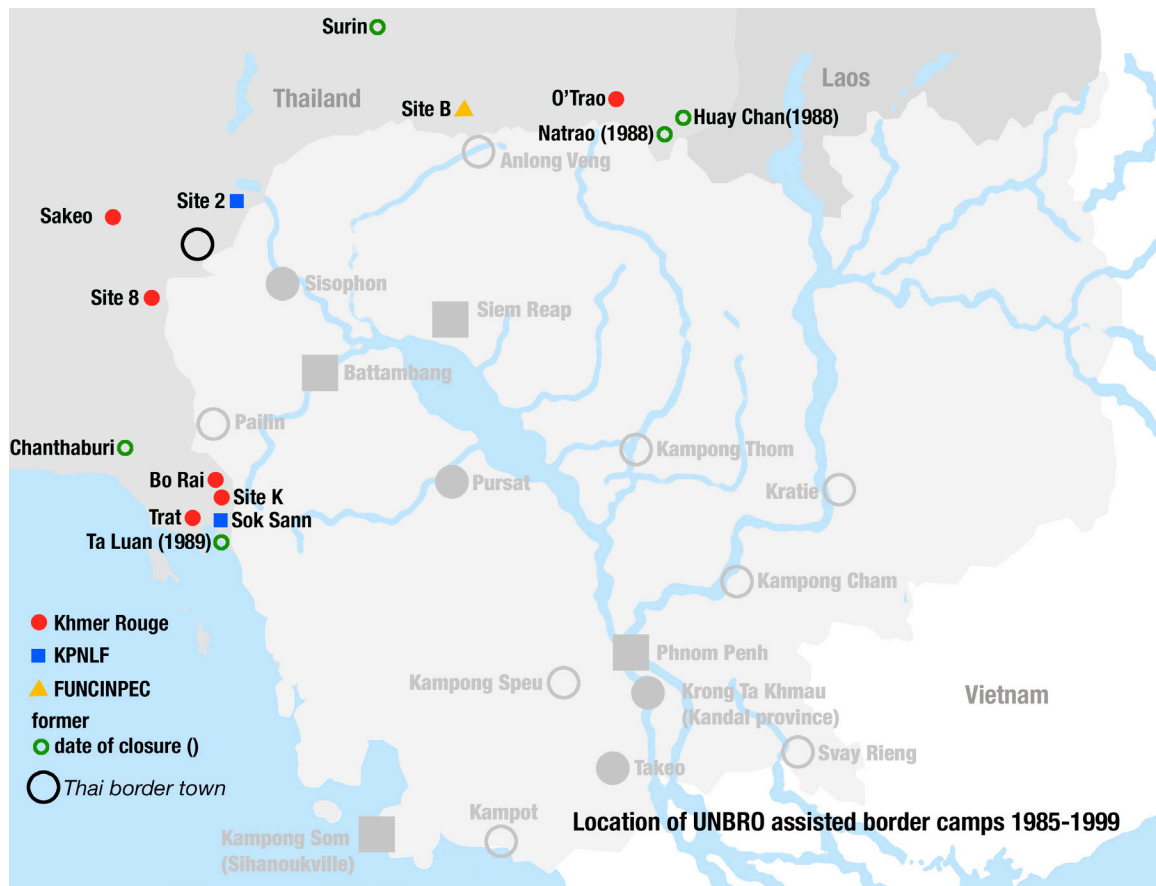 Surin
Thailand
Laos
Site B
O'Trao
Huay Chan(1988)
Natrao (1988)
Anlong Veng
Site 2
Sakeo
Sisophon
Site 8
Siem Reap
Battambang
Pailin
Chanthaburi
Kampong Thom
Bo Rai
Site K
Pursat
Kratie
Trat
Sok Sann
Ta Luan (1989)
Kampong Cham
Khmer Rouge
KPNLF
FUNCINPEC
former
date of closure ()
Thai border town
Phnom Penh
Kampong Speu
Krong Ta Khmau
(Kandal province)
Vietnam
Svay Rieng
Takeo
Kampot
Kampong Som
(Sihanoukville)
Location of UNBRO assisted border camps 1985-1999